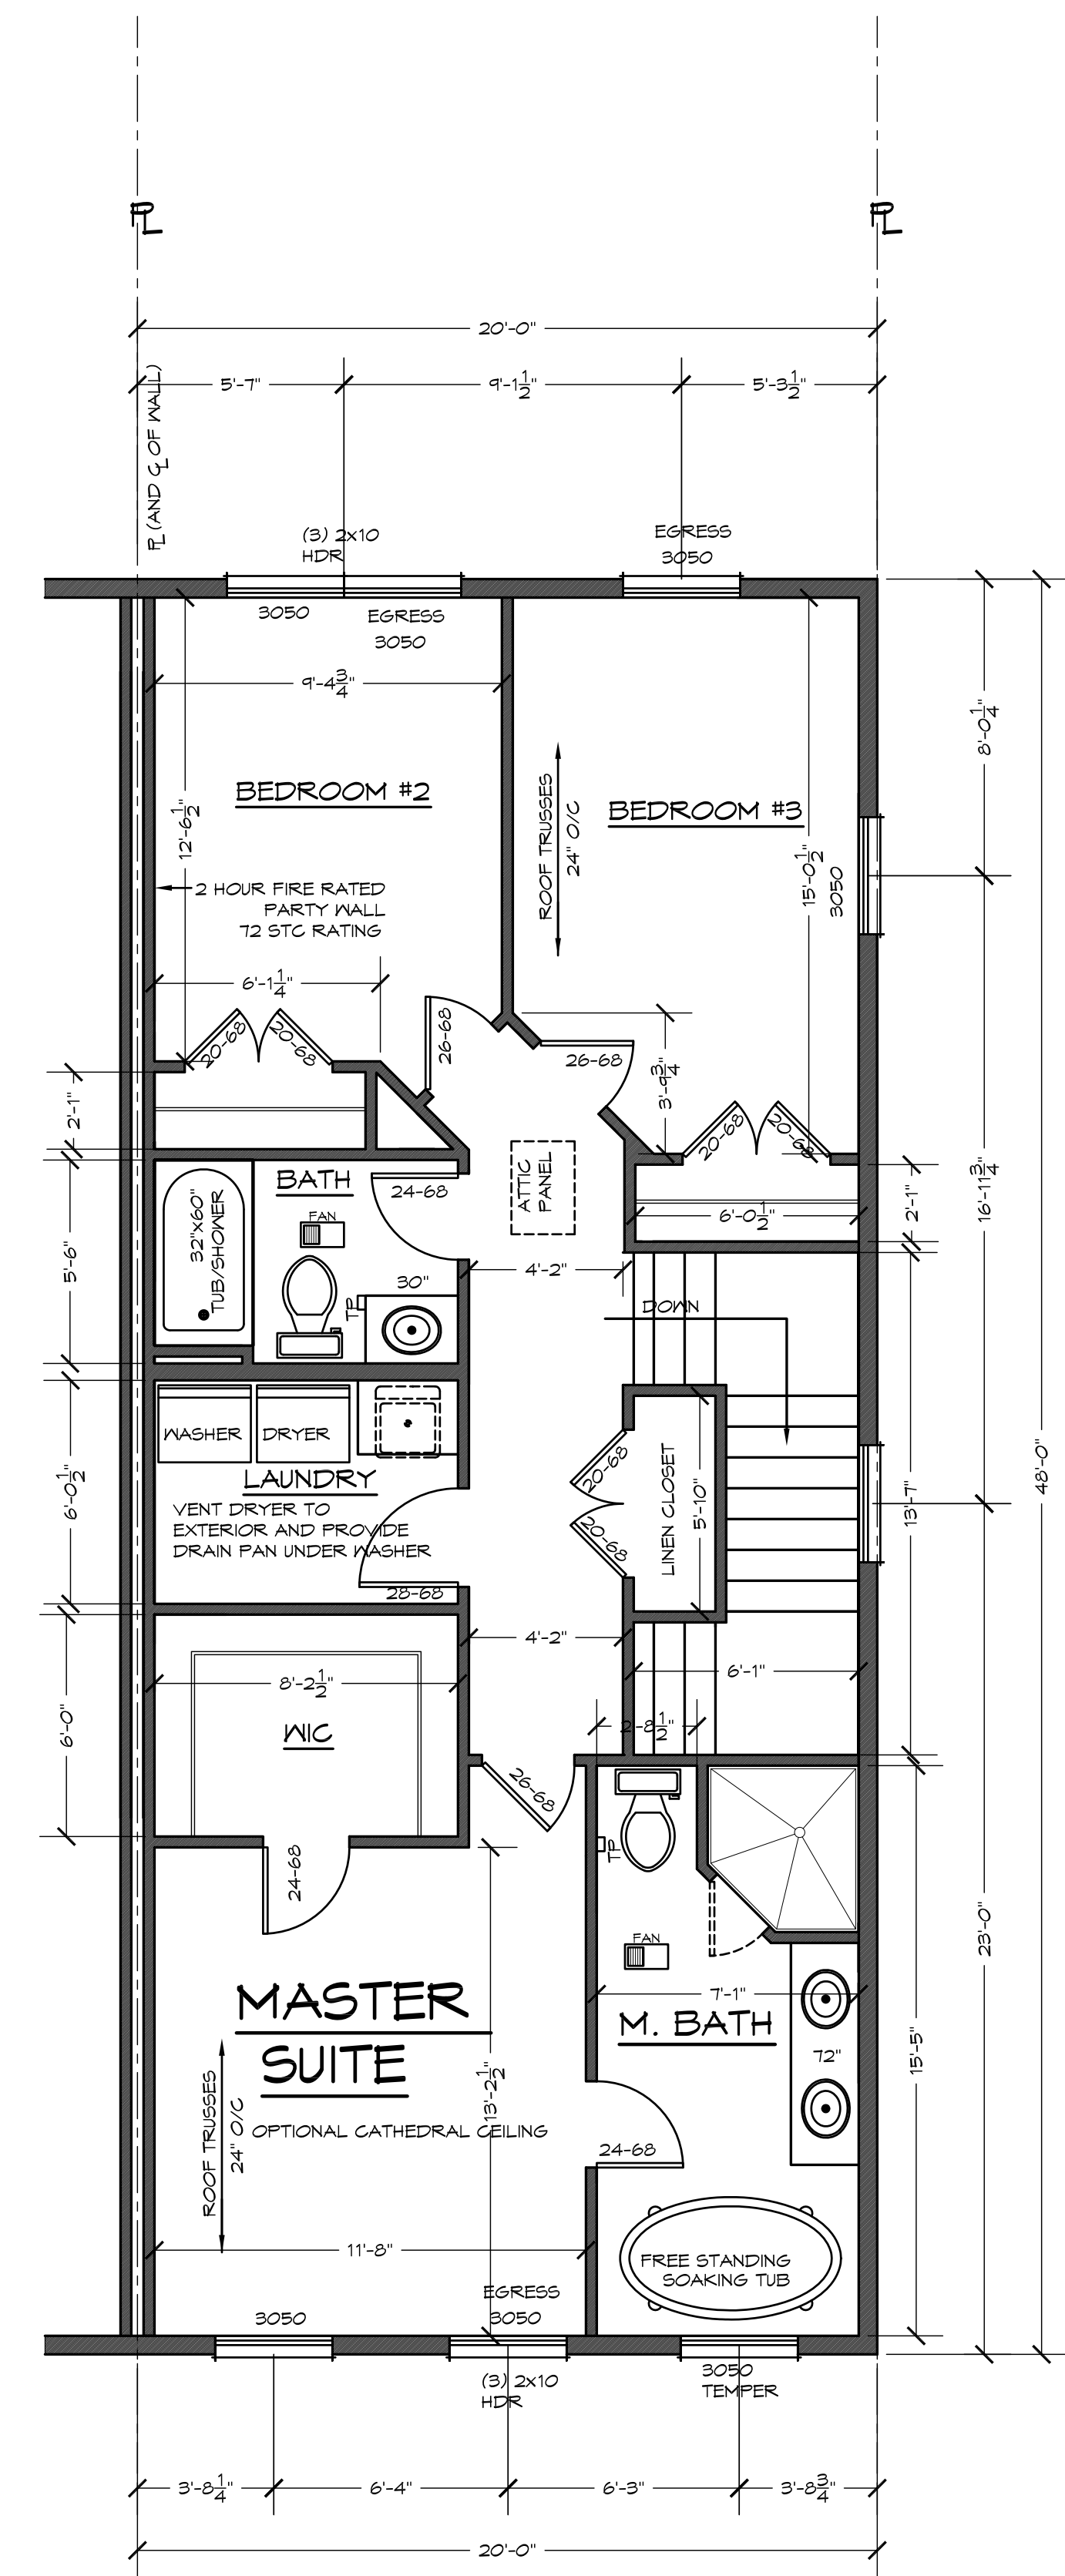 PL
PL
20'-0"
5'-7"
9'-1 1/2"
5'-3 1/2"
PL (AND CL OF WALL)
(3) 2x10
HDR
EGRESS
3050
3050
EGRESS
3050
9'-4 3/4"
8'-0 1/4"
BEDROOM #2
BEDROOM #3
12'-6 1/2"
ROOF TRUSSES
24" O/C
15'-0 1/2"
3050
2 HOUR FIRE RATED
PARTY WALL
72 STC RATING
6'-1 1/4"
20-68
20-68
26-68
26-68
3'-9 3/4"
2'-1"
20-68
20-68
BATH
24-68
ATTIC
PANEL
2'-1"
16'-11 3/4"
32"x60"
TUB/SHOWER
FAN
6'-0 1/2"
5'-6"
4'-2"
30"
TP
DOWN
WASHER
DRYER
LAUNDRY
VENT DRYER TO
EXTERIOR AND PROVIDE
DRAIN PAN UNDER WASHER
28-68
6'-0 1/2"
20-68
20-68
LINEN CLOSET
5'-10"
13'-7"
48'-0"
4'-2"
6'-1"
8'-2 1/2"
WIC
6'-0"
2'-8 1/2"
26-68
24-68
TP
FAN
23'-0"
MASTER
SUITE
7'-1"
M. BATH
72"
15'-5"
13'-2 1/2"
ROOF TRUSSES
24" O/C
OPTIONAL CATHEDRAL CEILING
24-68
11'-8"
FREE STANDING
SOAKING TUB
3050
EGRESS
3050
(3) 2x10
HDR
3050
TEMPER
3'-8 1/4"
6'-4"
6'-3"
3'-8 3/4"
20'-0"